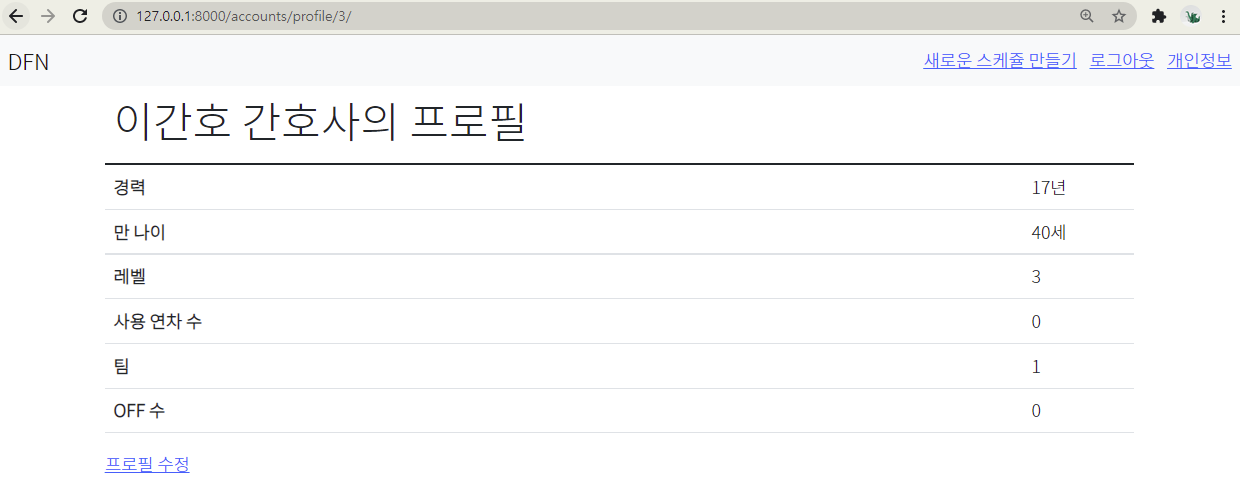 127.0.0.1:8000/accounts/profile/3/
DFN 새로운 스케쥴 만들기 로그아웃 개인정보
이간호 간호사의 프로필
경력 17년
만 나이 40세
레벨 3
사용 연차 수 0
팀 1
OFF 수 0
프로필 수정